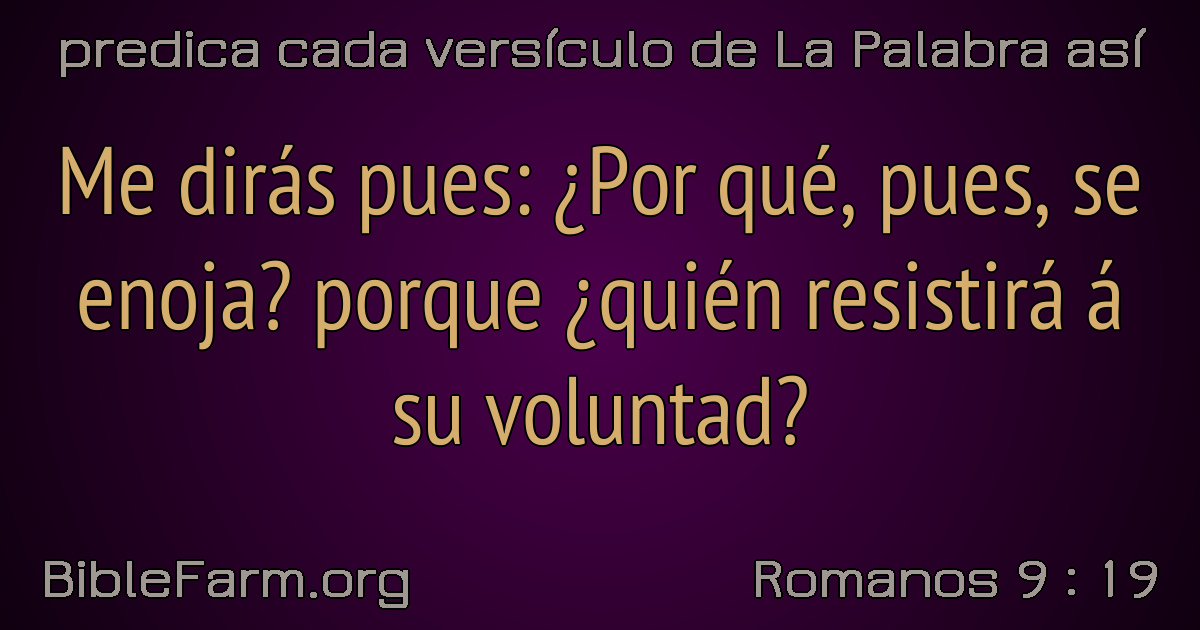 predica cada versículo de La Palabra así
Me dirás pues: ¿Por qué, pues, se
enoja? porque ¿quién resistirá á
su voluntad?
BibleFarm.org
Romanos 9 : 19